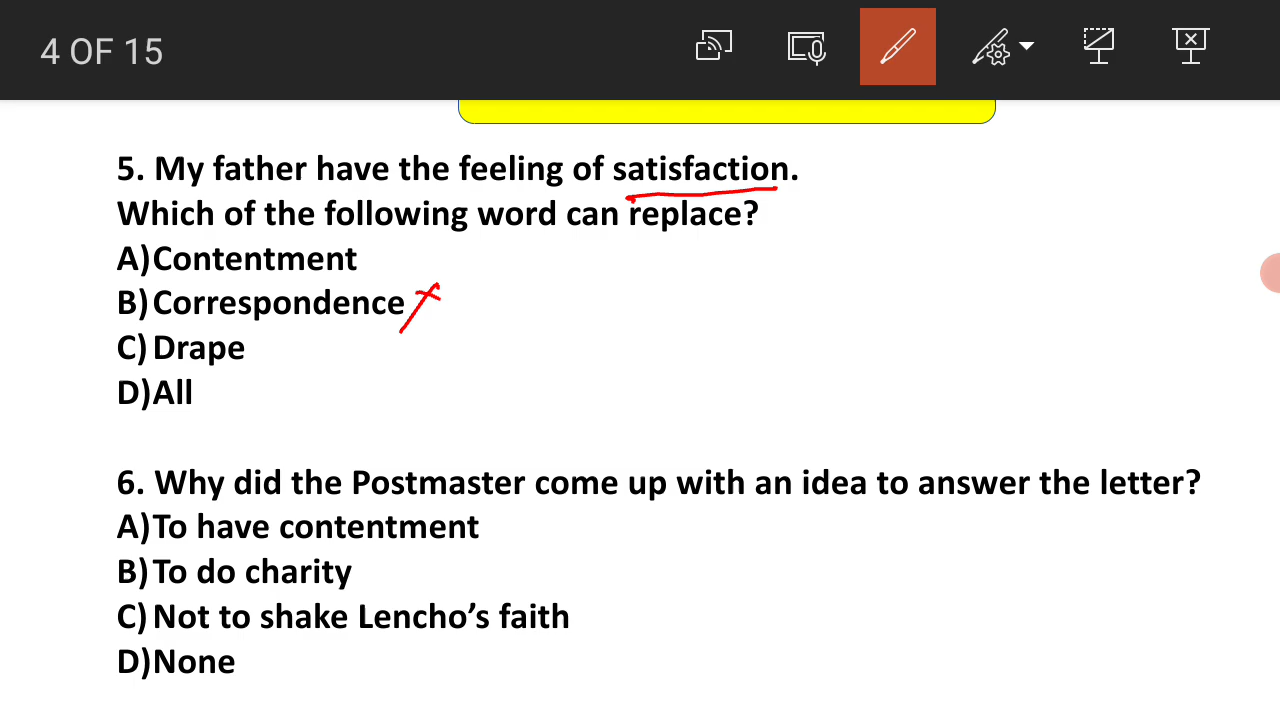 4 OF 15
5. My father have the feeling of satisfaction.
Which of the following word can replace?
A)Contentment
B)Correspondence
C)Drape
D)All
6. Why did the Postmaster come up with an idea to answer the letter?
A)To have contentment
B)To do charity
C)Not to shake Lencho’s faith
D)None